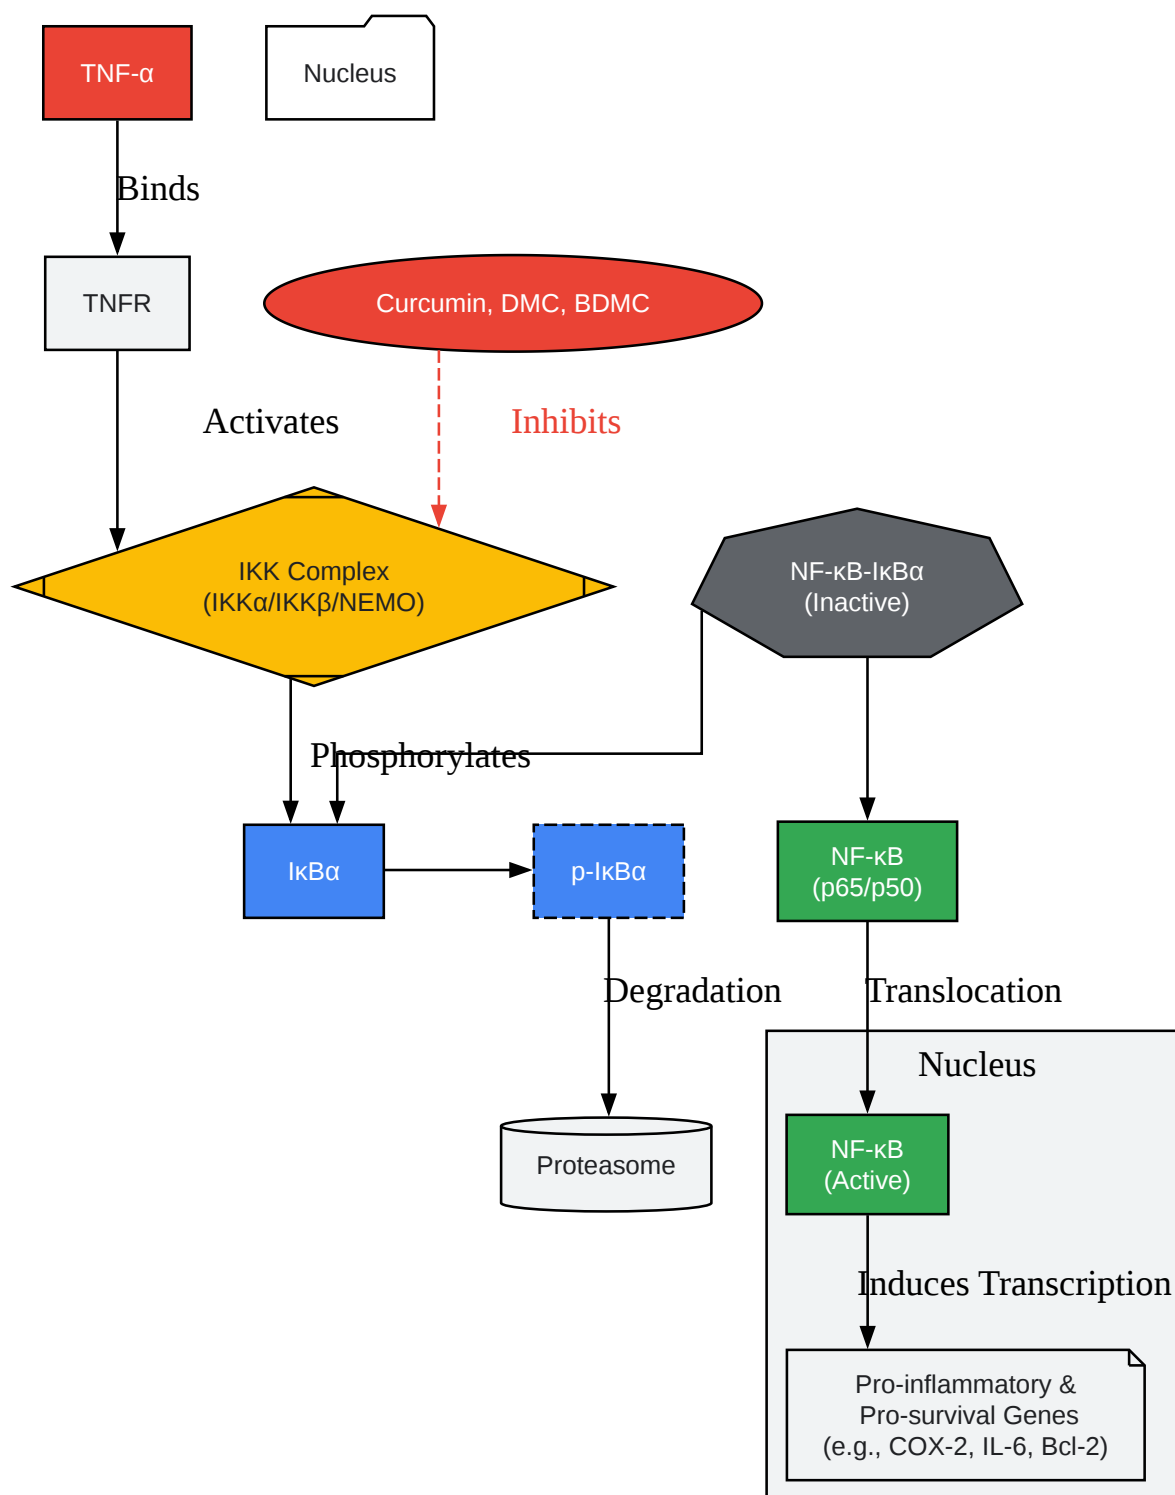 TNF-α
Nucleus
Binds
TNFR
Curcumin, DMC, BDMC
Activates
Inhibits
IKK Complex
(IKKα/IKKβ/NEMO)
NF-κB-IκBα
(Inactive)
Phosphorylates
IκBα
p-IκBα
NF-κB
(p65/p50)
Degradation
Translocation
Nucleus
Proteasome
NF-κB
(Active)
Induces Transcription
Pro-inflammatory &
Pro-survival Genes
(e.g., COX-2, IL-6, Bcl-2)